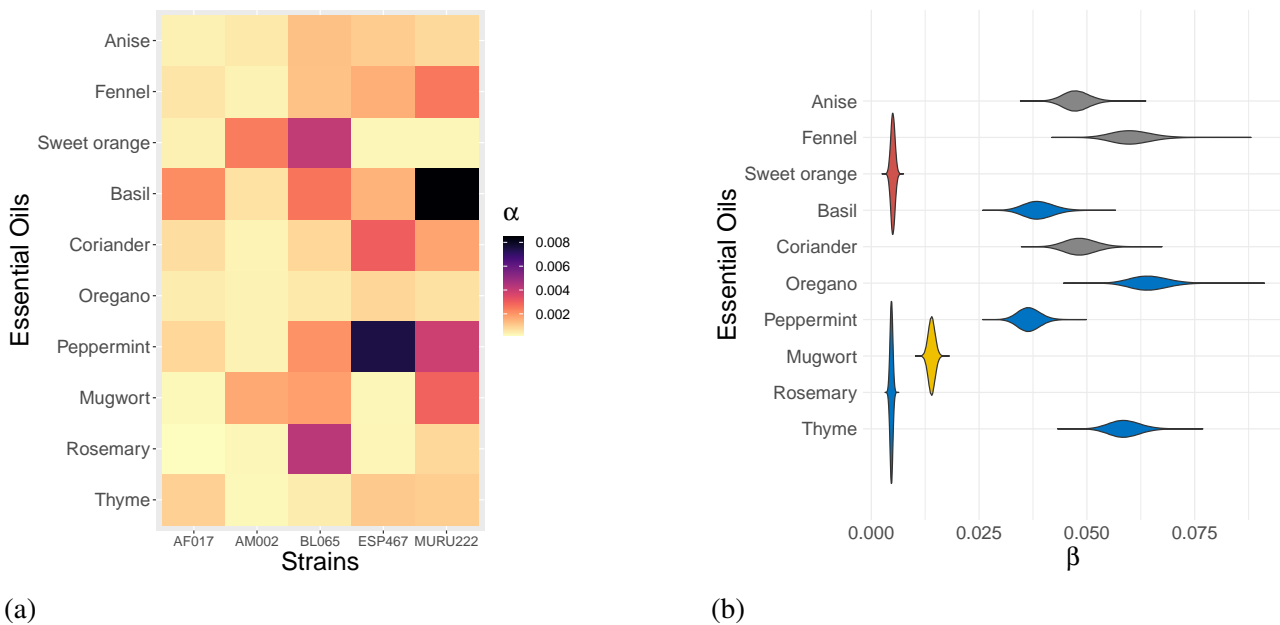 Essential Oils
Anise
Fennel
Sweet orange
Basil
Coriander
Oregano
Peppermint
Mugwort
Rosemary
Thyme
AF017 AM002 BL065 ESP467 MURU222
Strains
α
0.008
0.006
0.004
0.002
(a)
Essential Oils
Anise
Fennel
Sweet orange
Basil
Coriander
Oregano
Peppermint
Mugwort
Rosemary
Thyme
0.000 0.025 0.050 0.075
β
(b)